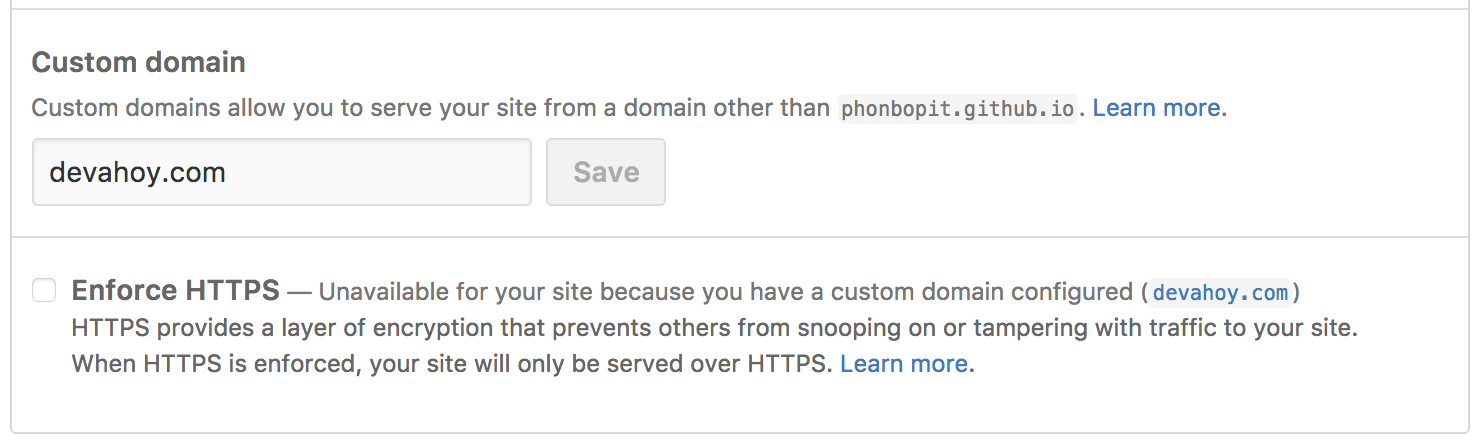 Custom domain
Custom domains allow you to serve your site from a domain other than phonbopit.github.io. Learn more.
devahoy.com Save
Enforce HTTPS — Unavailable for your site because you have a custom domain configured (devahoy.com)
HTTPS provides a layer of encryption that prevents others from snooping on or tampering with traffic to your site.
When HTTPS is enforced, your site will only be served over HTTPS. Learn more.